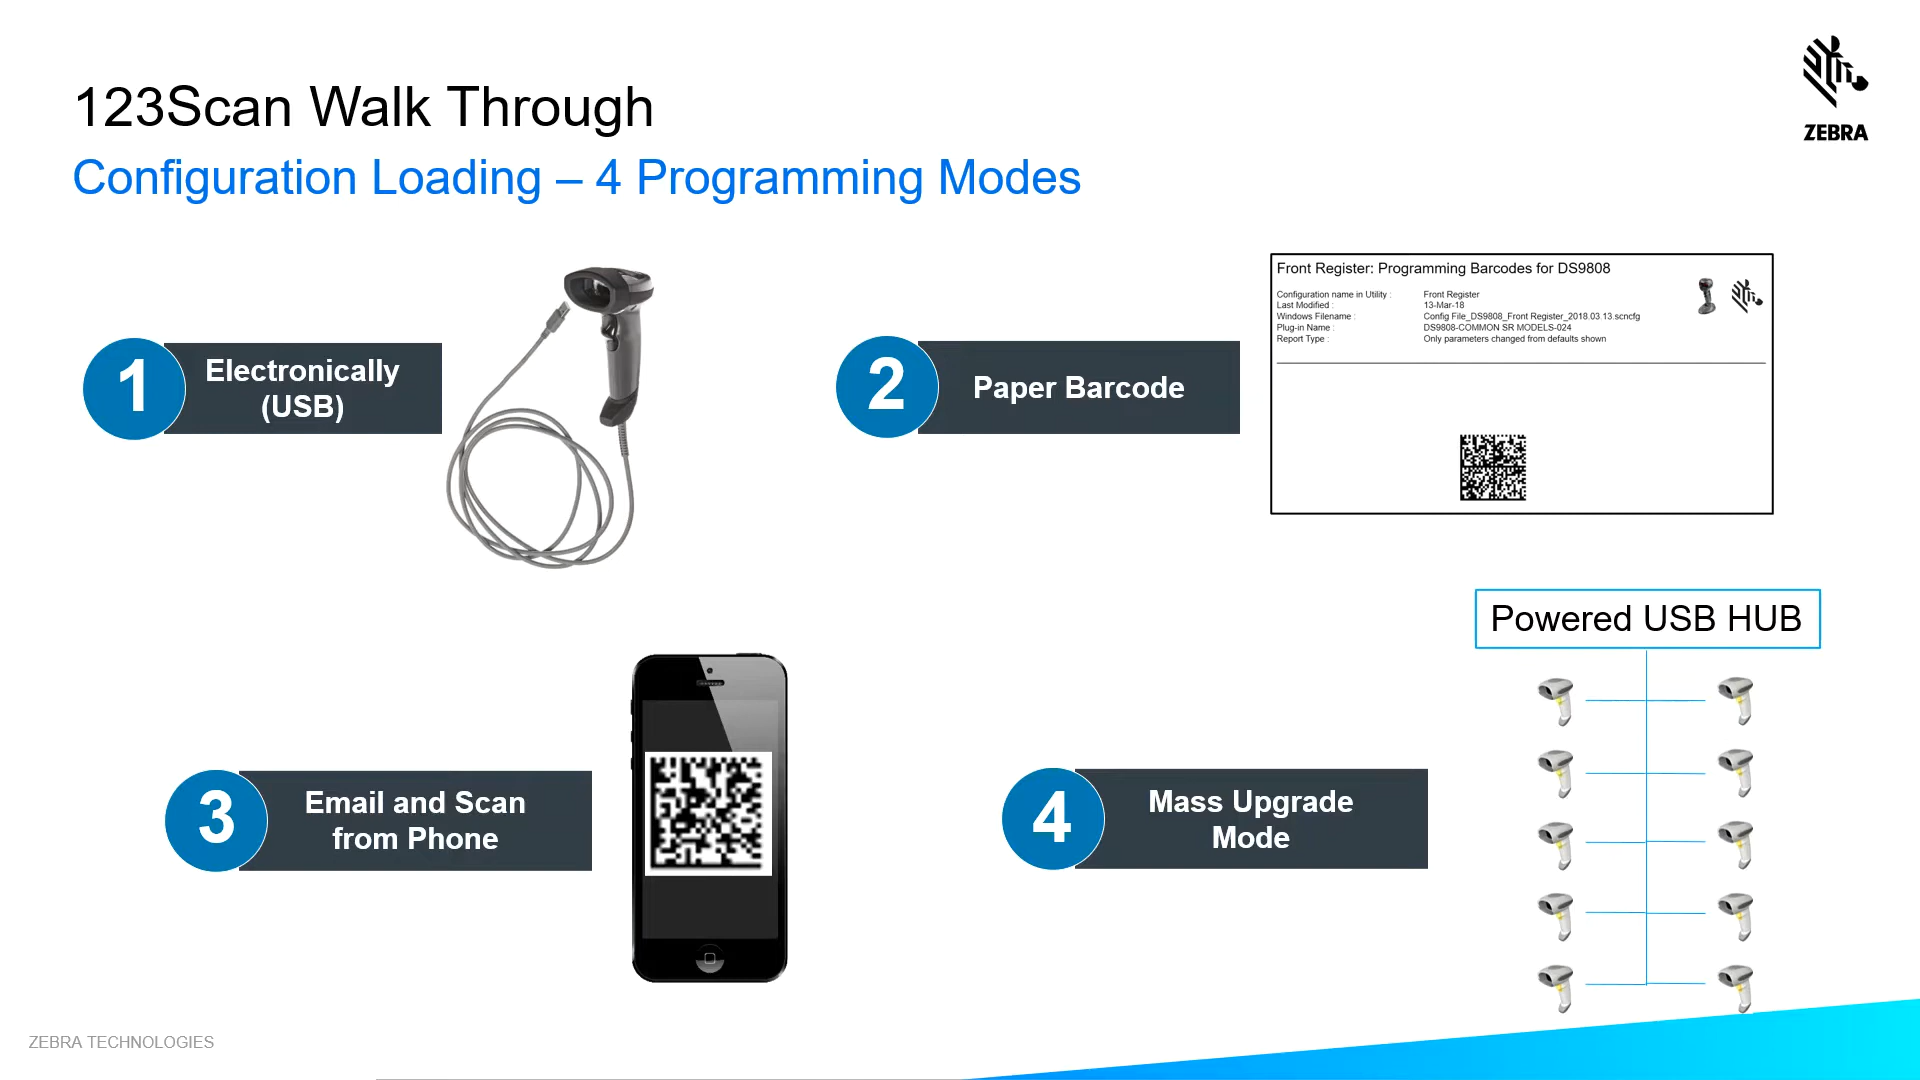 123Scan Walk Through
Configuration Loading – 4 Programming Modes
ZEBRA
1
Electronically
(USB)
2
Paper Barcode
Front Register: Programming Barcodes for DS9808
Configuration name in Utility : Front Register
Last Modified : 13-Mar-18
Windows Filename : Config File_DS9808_Front Register_2018.03.13.scncfg
Plug-in Name : DS9808-COMMON SR MODELS-024
Report Type : Only parameters changed from defaults shown
3
Email and Scan
from Phone
4
Mass Upgrade
Mode
Powered USB HUB
ZEBRA TECHNOLOGIES